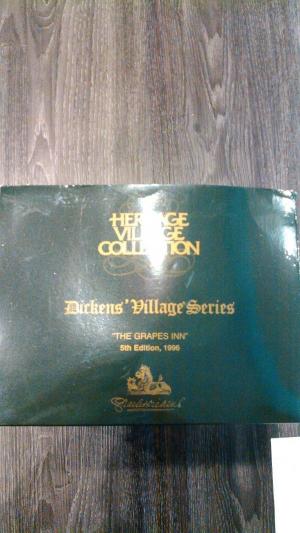 HERITAGE
VILLAGE
COLLECTION
Dickens' Village Series
"THE GRAPES INN"
5th Edition, 1996